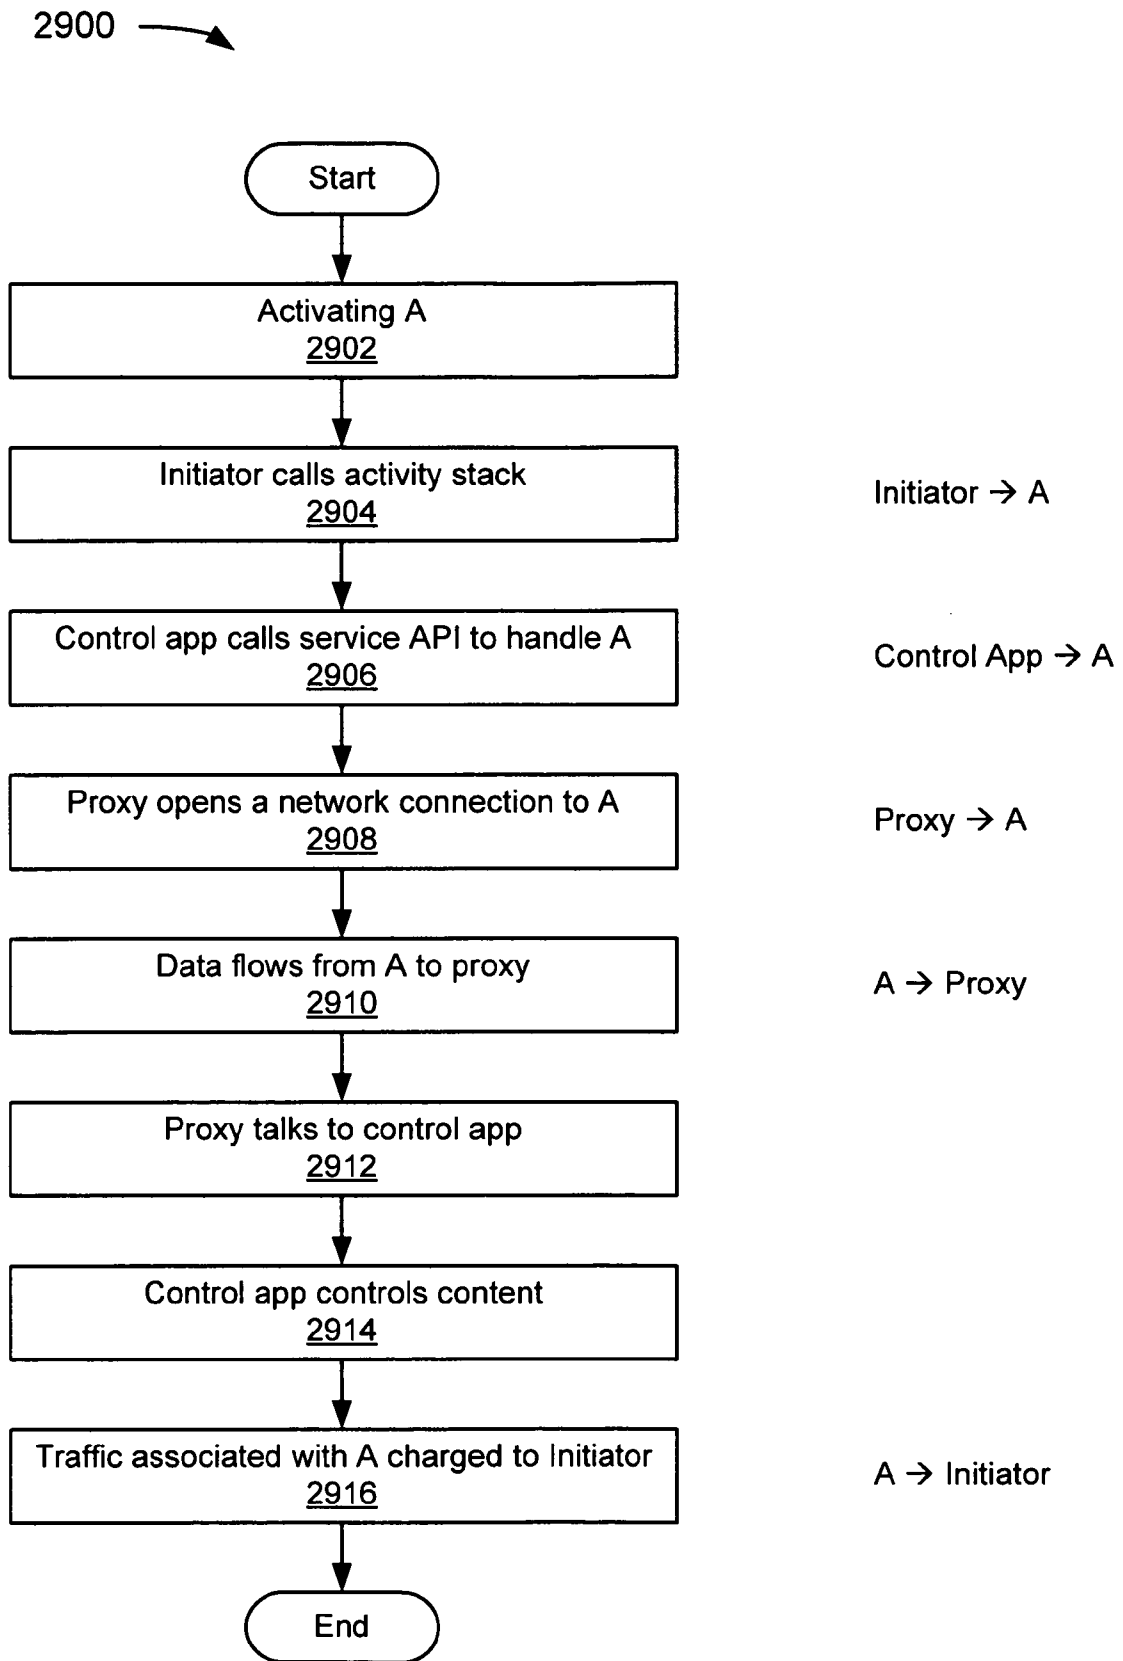 2900
Start
Activating A
2902
Initiator calls activity stack
2904
Initiator → A
Control app calls service API to handle A
2906
Control App → A
Proxy opens a network connection to A
2908
Proxy → A
Data flows from A to proxy
2910
A → Proxy
Proxy talks to control app
2912
Control app controls content
2914
Traffic associated with A charged to Initiator
2916
A → Initiator
End